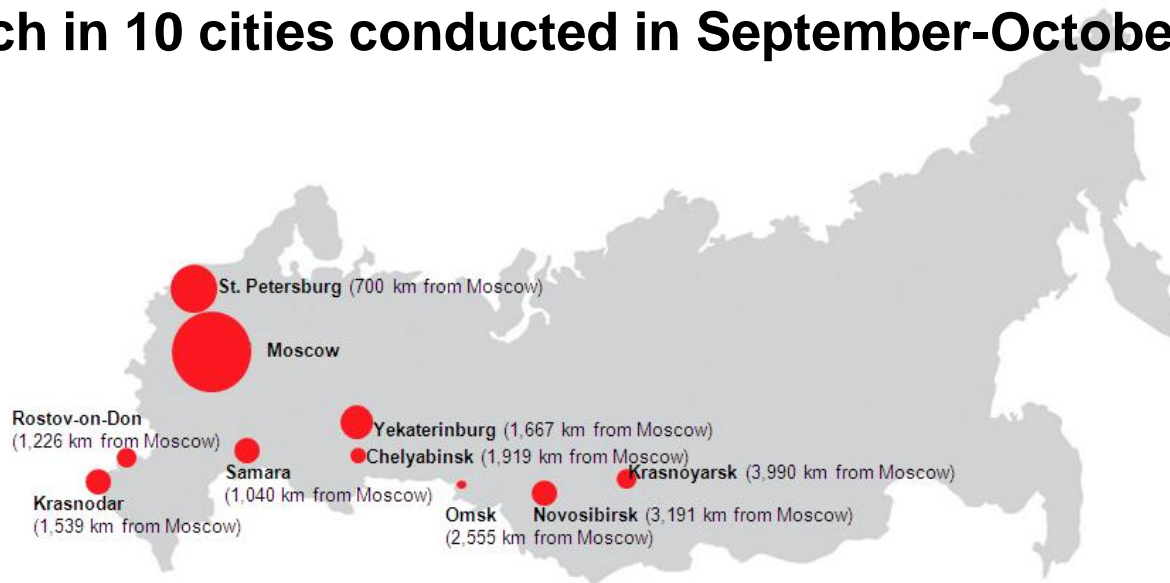 ch in 10 cities conducted in September-Octobe
St. Petersburg (700 km from Moscow)
Moscow
Rostov-on-Don
(1,226 km from Moscow)
Yekaterinburg (1,667 km from Moscow)
Chelyabinsk (1,919 km from Moscow)
Samara
(1,040 km from Moscow)
Krasnoyarsk (3,990 km from Moscow)
Krasnodar
(1,539 km from Moscow)
Omsk
(2,555 km from Moscow)
Novosibirsk (3,191 km from Moscow)